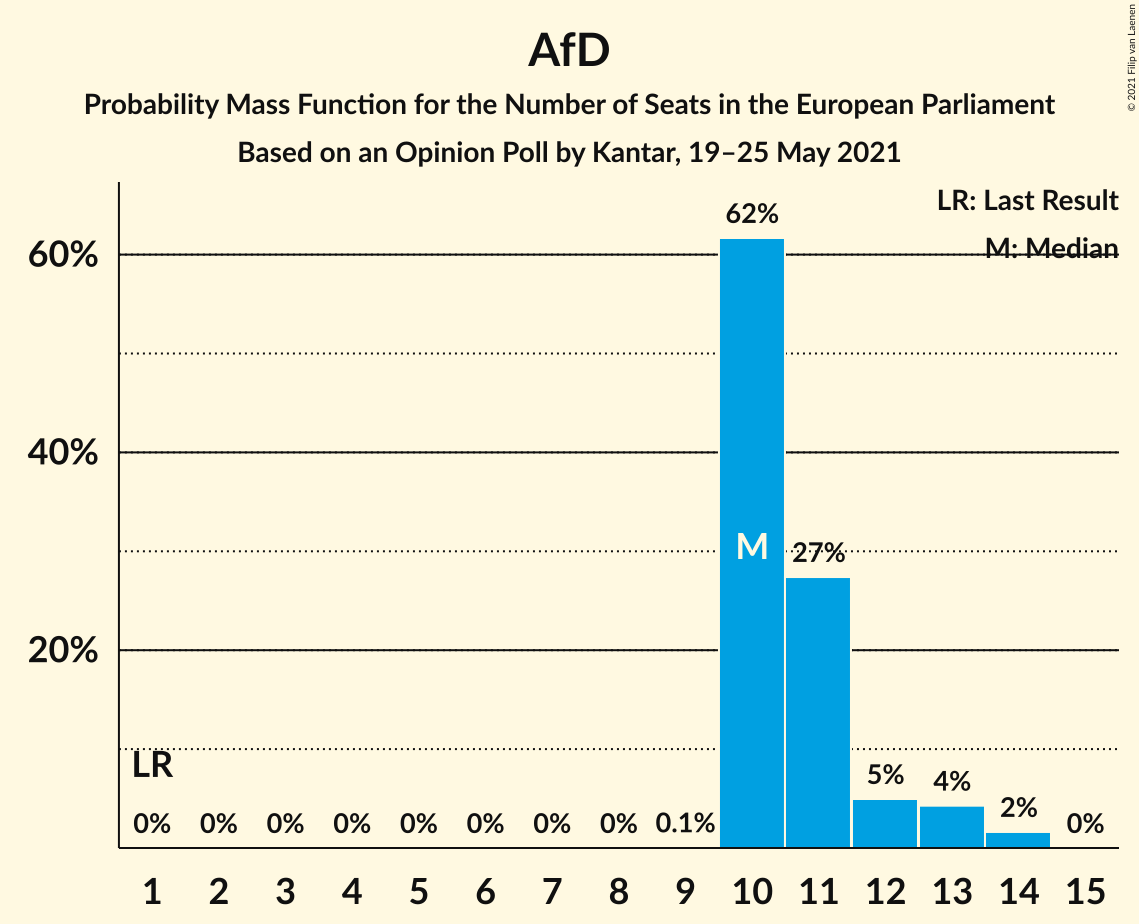 AfD
Probability Mass Function for the Number of Seats in the European Parliament
Based on an Opinion Poll by Kantar, 19–25 May 2021
© 2021 Filip van Laenen
LR: Last Result
M: Median
60%
40%
20%
62%
M
27%
LR
5%
4%
2%
0% 0% 0% 0% 0% 0% 0% 0% 0.1% 0%
1 2 3 4 5 6 7 8 9 10 11 12 13 14 15